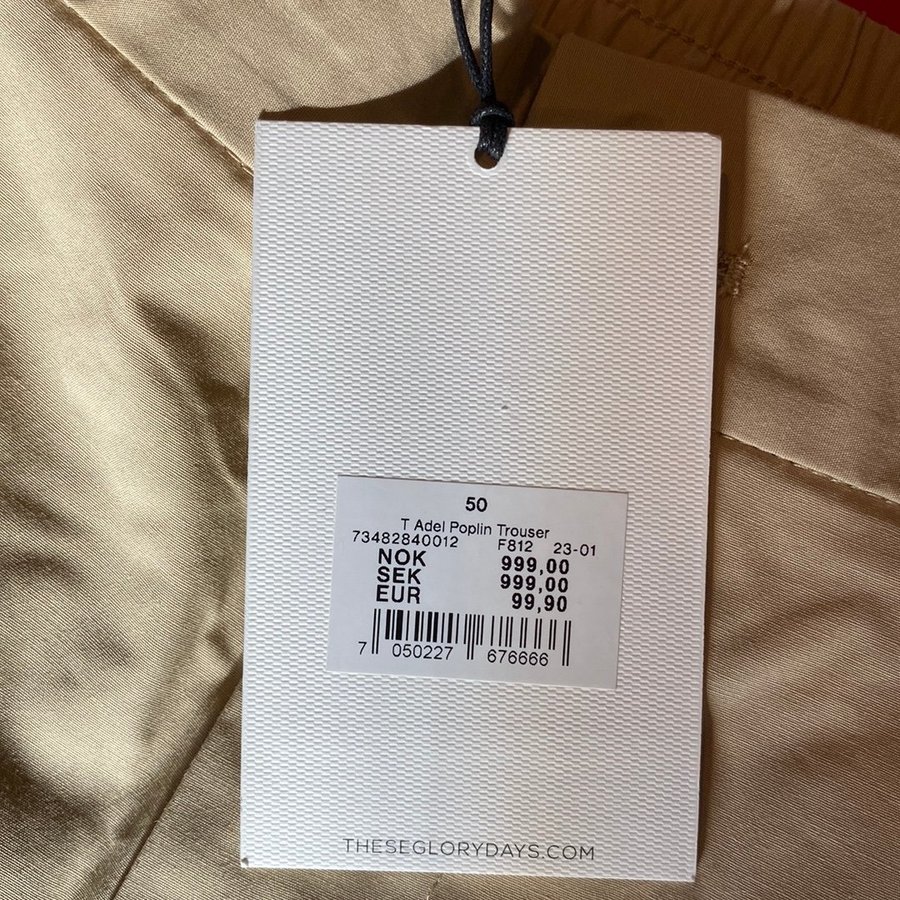 50
T Adel Poplin Trouser
73482840012 F812 23-01
NOK 999,00
SEK 999,00
EUR 99,90
7 050227 676666
THESEGLORYDAYS.COM